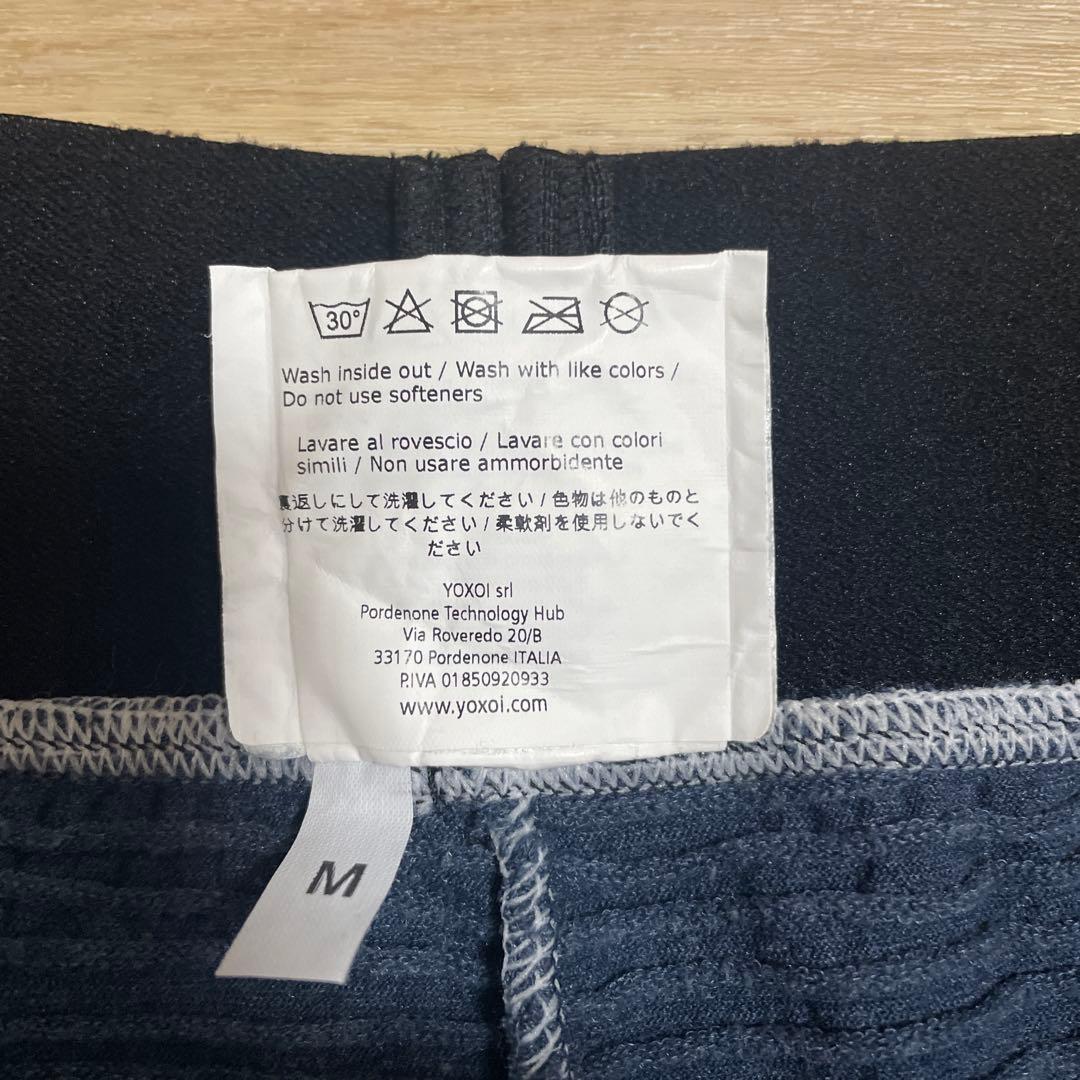 30°
Wash inside out / Wash with like colors /
Do not use softeners
Lavare al rovescio / Lavare con colori
simili / Non usare ammorbidente
裏返しにして洗濯してください / 色物は他のものと
分けて洗濯してください / 柔軟剤を使用しないでく
ださい
YOXOI srl
Pordenone Technology Hub
Via Roveredo 20/B
33170 Pordenone ITALIA
P.IVA 01850920933
www.yoxoi.com
M